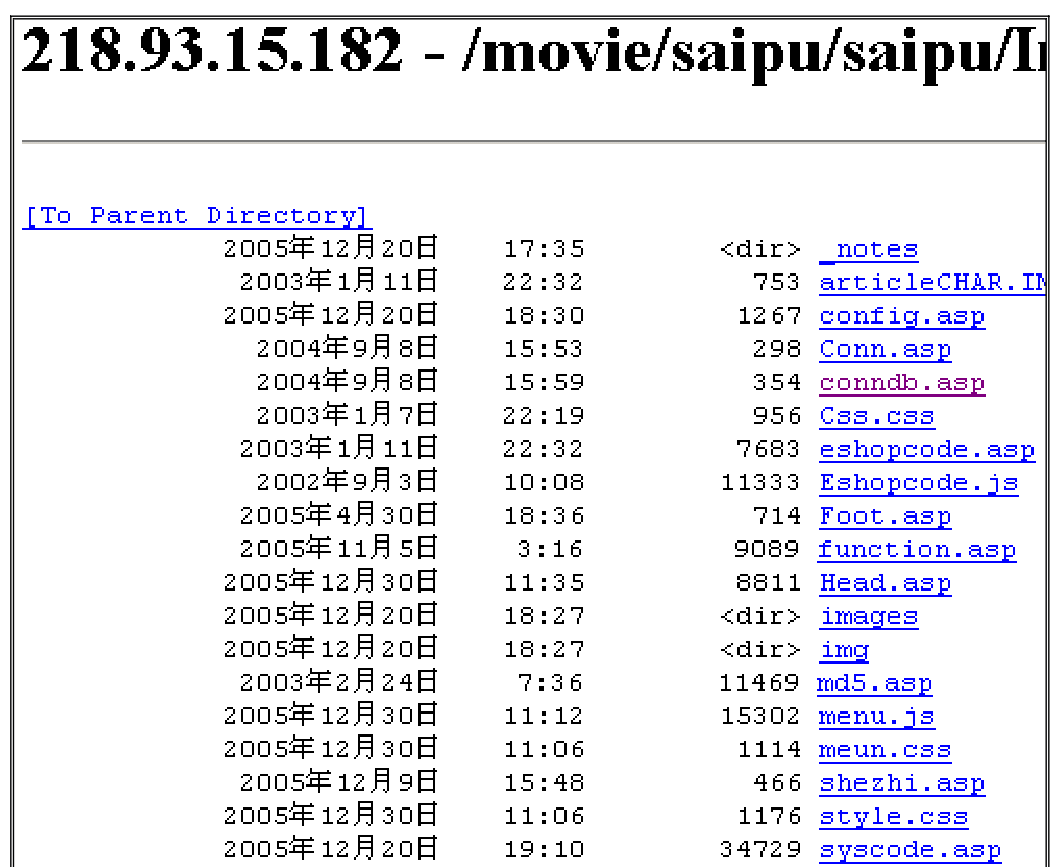 218.93.15.182 - /movie/saipu/saipu/
[To Parent Directory]
2005年12月20日 17:35 <dir> _notes
2003年1月11日 22:32 753 articleCHAR.IN
2005年12月20日 18:30 1267 config.asp
2004年9月8日 15:53 298 Conn.asp
2004年9月8日 15:59 354 conndb.asp
2003年1月7日 22:19 956 Css.css
2003年1月11日 22:32 7683 eshopcode.asp
2002年9月3日 10:08 11333 Eshopcode.js
2005年4月30日 18:36 714 Foot.asp
2005年11月5日 3:16 9089 function.asp
2005年12月30日 11:35 8811 Head.asp
2005年12月20日 18:27 <dir> images
2005年12月20日 18:27 <dir> img
2003年2月24日 7:36 11469 md5.asp
2005年12月30日 11:12 15302 menu.js
2005年12月30日 11:06 1114 meun.css
2005年12月9日 15:48 466 shezhi.asp
2005年12月30日 11:06 1176 style.css
2005年12月20日 19:10 34729 syscode.asp